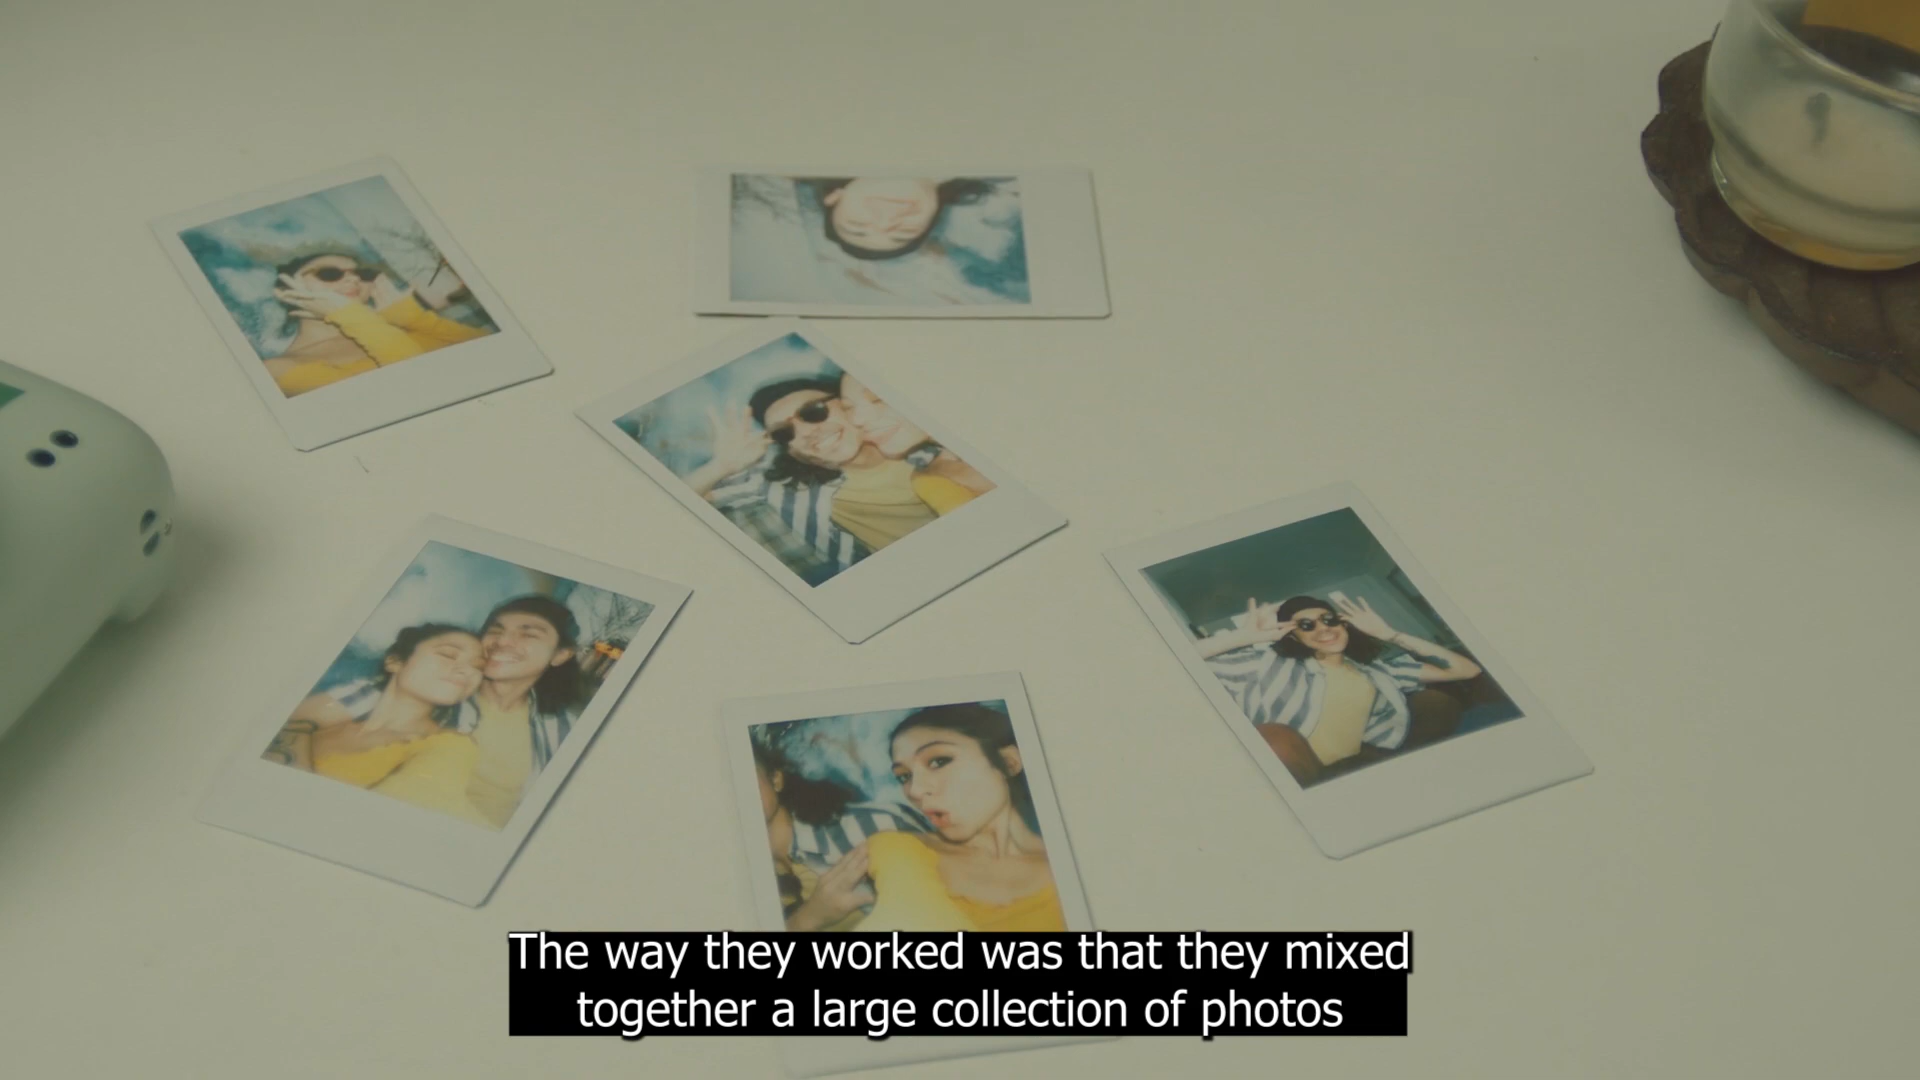 The way they worked was that they mixed
together a large collection of photos